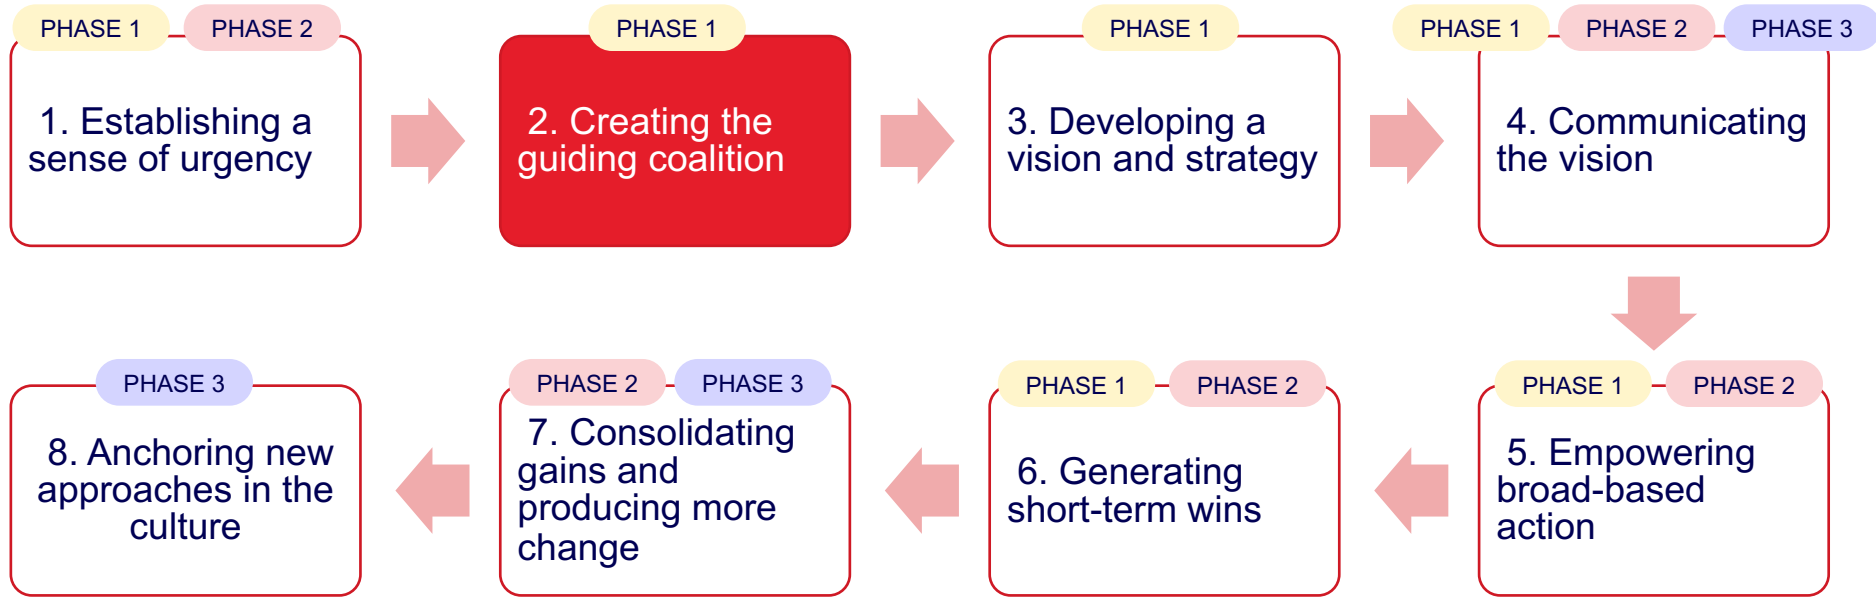 PHASE 1 PHASE 2
1. Establishing a
sense of urgency
PHASE 1
2. Creating the
guiding coalition
PHASE 1
3. Developing a
vision and strategy
PHASE 1 PHASE 2 PHASE 3
4. Communicating
the vision
PHASE 1 PHASE 2
5. Empowering
broad-based
action
PHASE 1 PHASE 2
6. Generating
short-term wins
PHASE 2 PHASE 3
7. Consolidating
gains and
producing more
change
PHASE 3
8. Anchoring new
approaches in the
culture